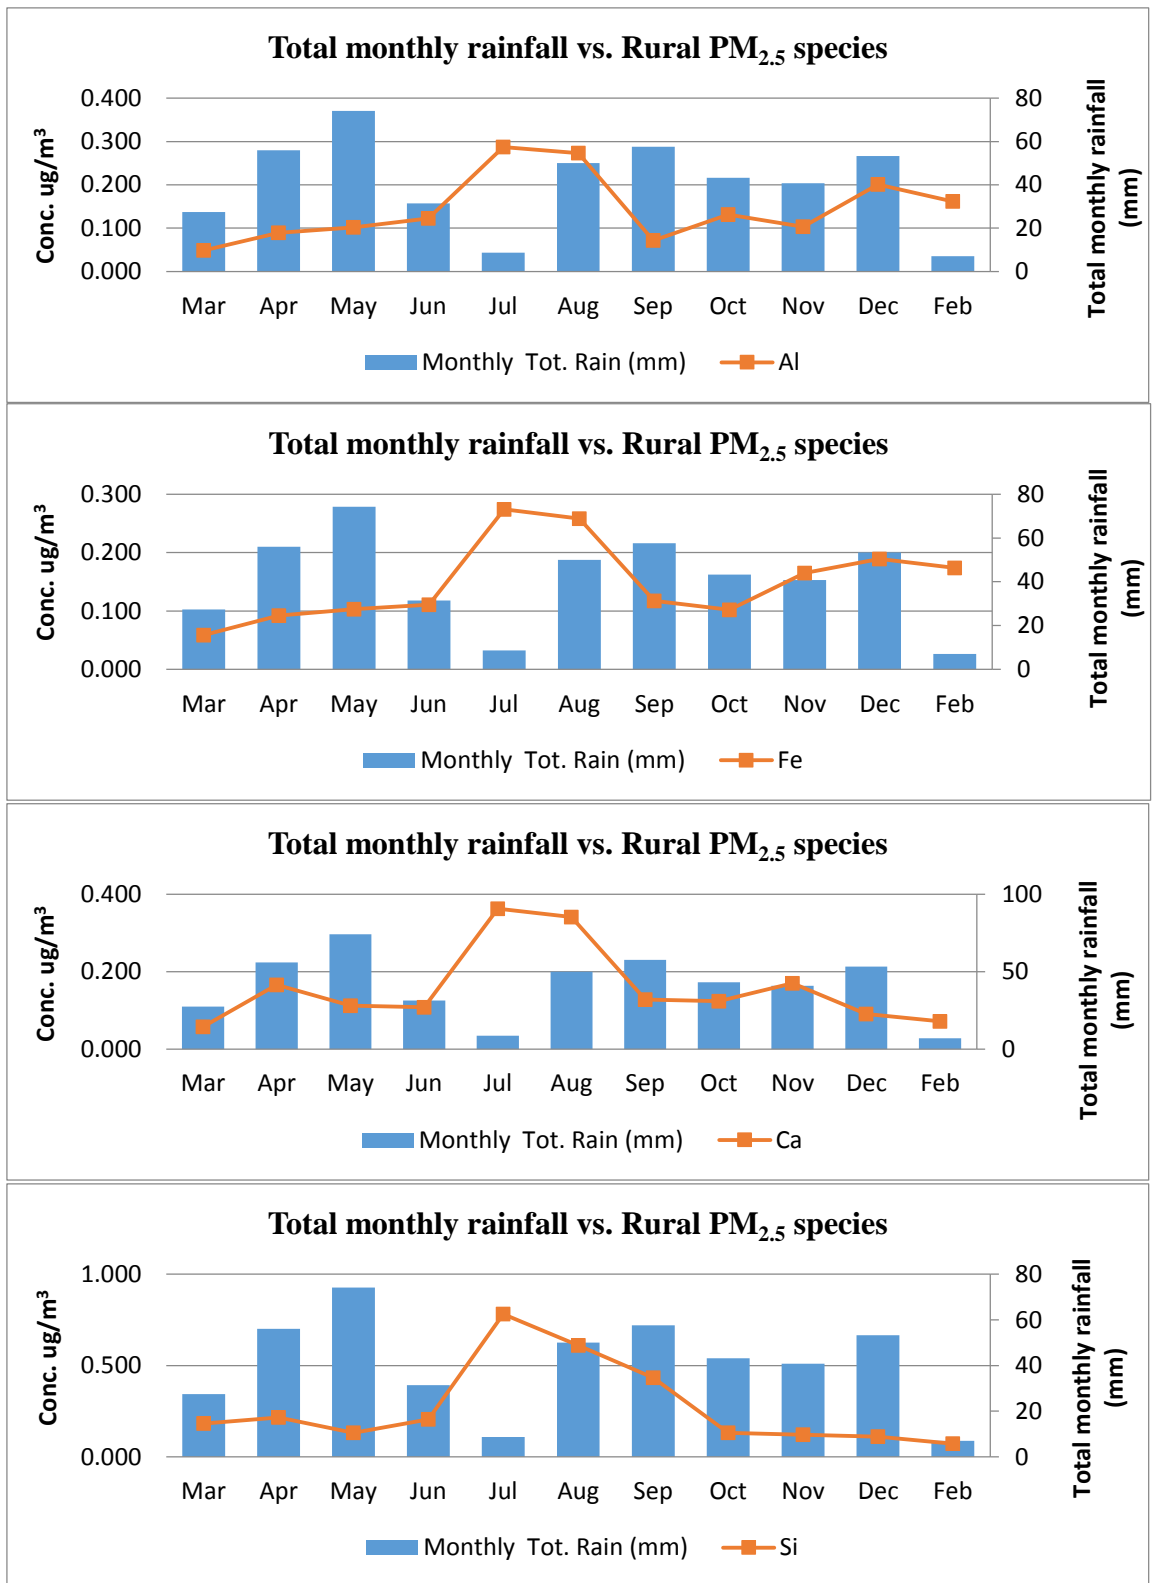 Total monthly rainfall vs. Rural PM2.5 species
Conc. ug/m³
0.400
0.300
0.200
0.100
0.000
80
60
40
20
0
Total monthly rainfall
(mm)
Mar Apr May Jun Jul Aug Sep Oct Nov Dec Feb
Monthly Tot. Rain (mm) Al
Total monthly rainfall vs. Rural PM2.5 species
Conc. ug/m³
0.300
0.200
0.100
0.000
80
60
40
20
0
Total monthly rainfall
(mm)
Mar Apr May Jun Jul Aug Sep Oct Nov Dec Feb
Monthly Tot. Rain (mm) Fe
Total monthly rainfall vs. Rural PM2.5 species
Conc. ug/m³
0.400
0.200
0.000
100
50
0
Total monthly rainfall
(mm)
Mar Apr May Jun Jul Aug Sep Oct Nov Dec Feb
Monthly Tot. Rain (mm) Ca
Total monthly rainfall vs. Rural PM2.5 species
Conc. ug/m³
1.000
0.500
0.000
80
60
40
20
0
Total monthly rainfall
(mm)
Mar Apr May Jun Jul Aug Sep Oct Nov Dec Feb
Monthly Tot. Rain (mm) Si